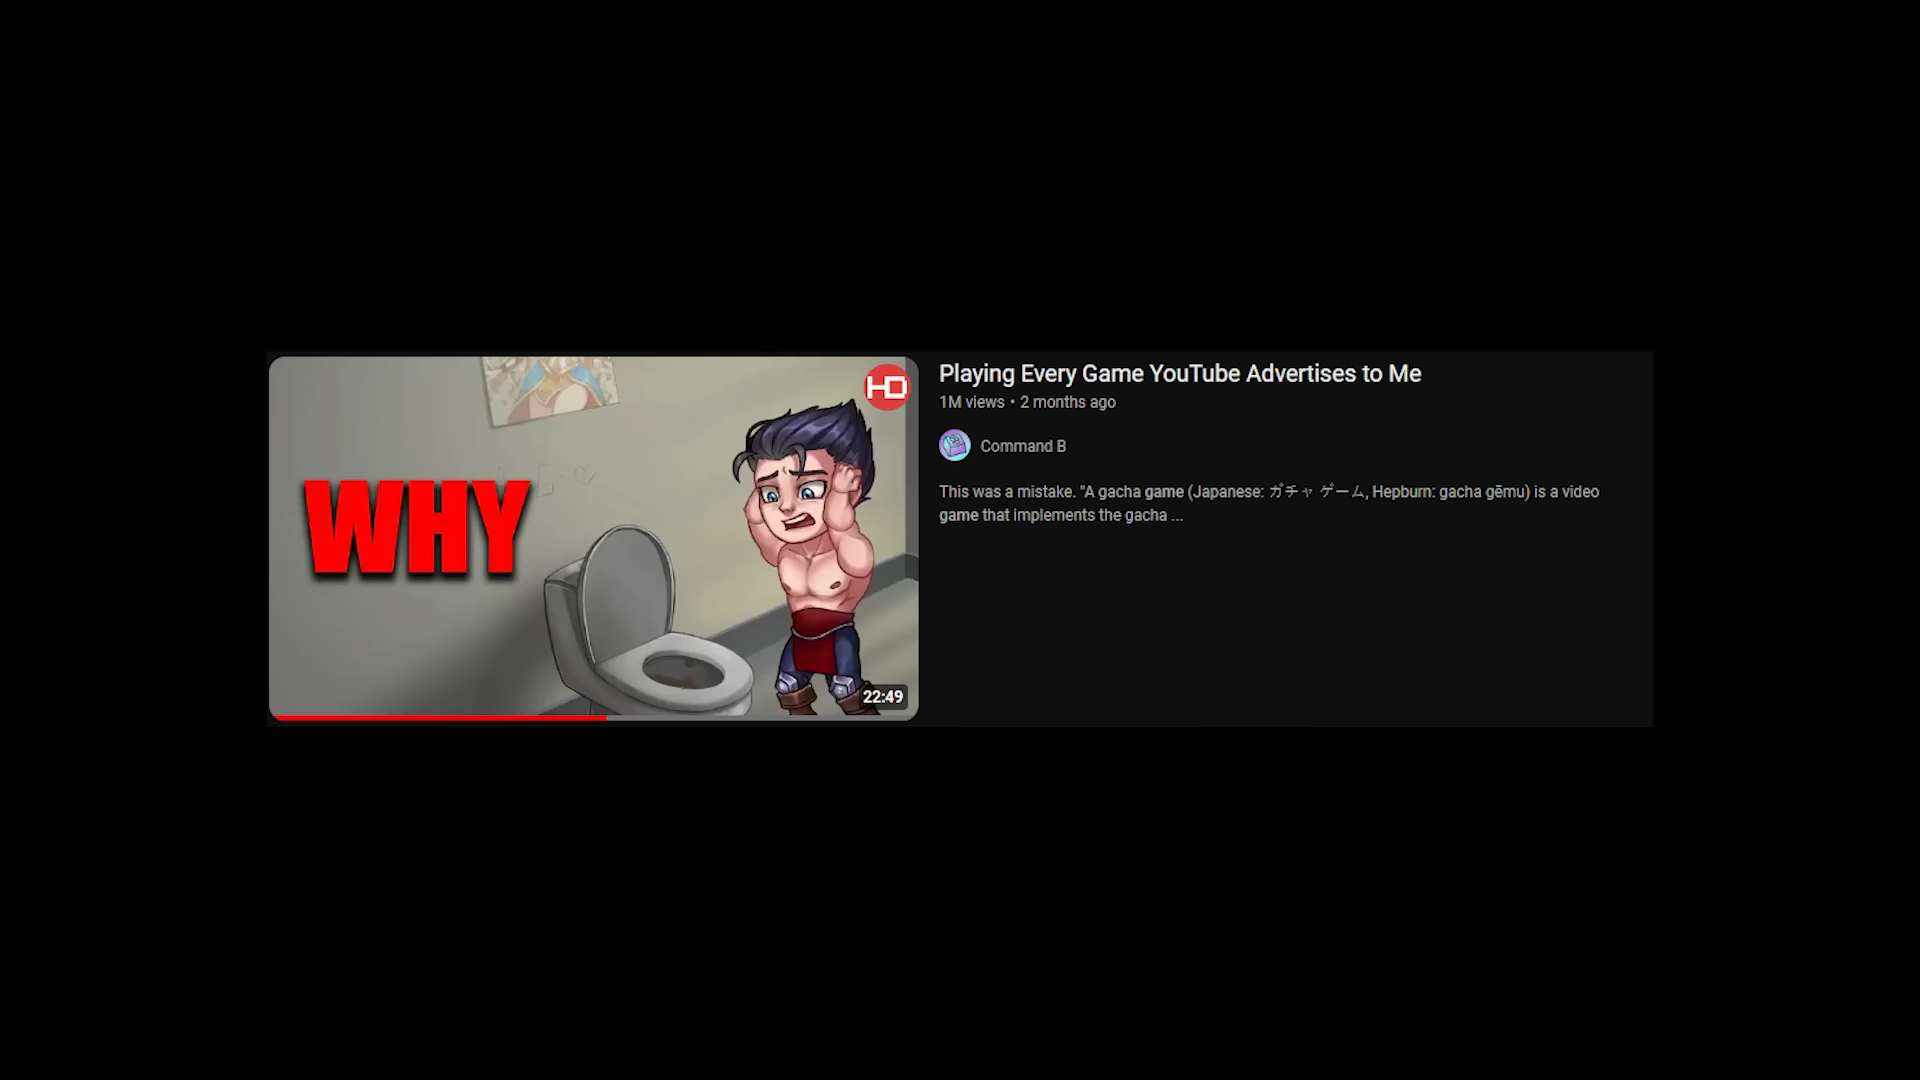 WHY
HD
22:49
Playing Every Game YouTube Advertises to Me
1M views • 2 months ago
Command B
This was a mistake. "A gacha game (Japanese: ガチャ ゲーム, Hepburn: gacha gēmu) is a video
game that implements the gacha ...